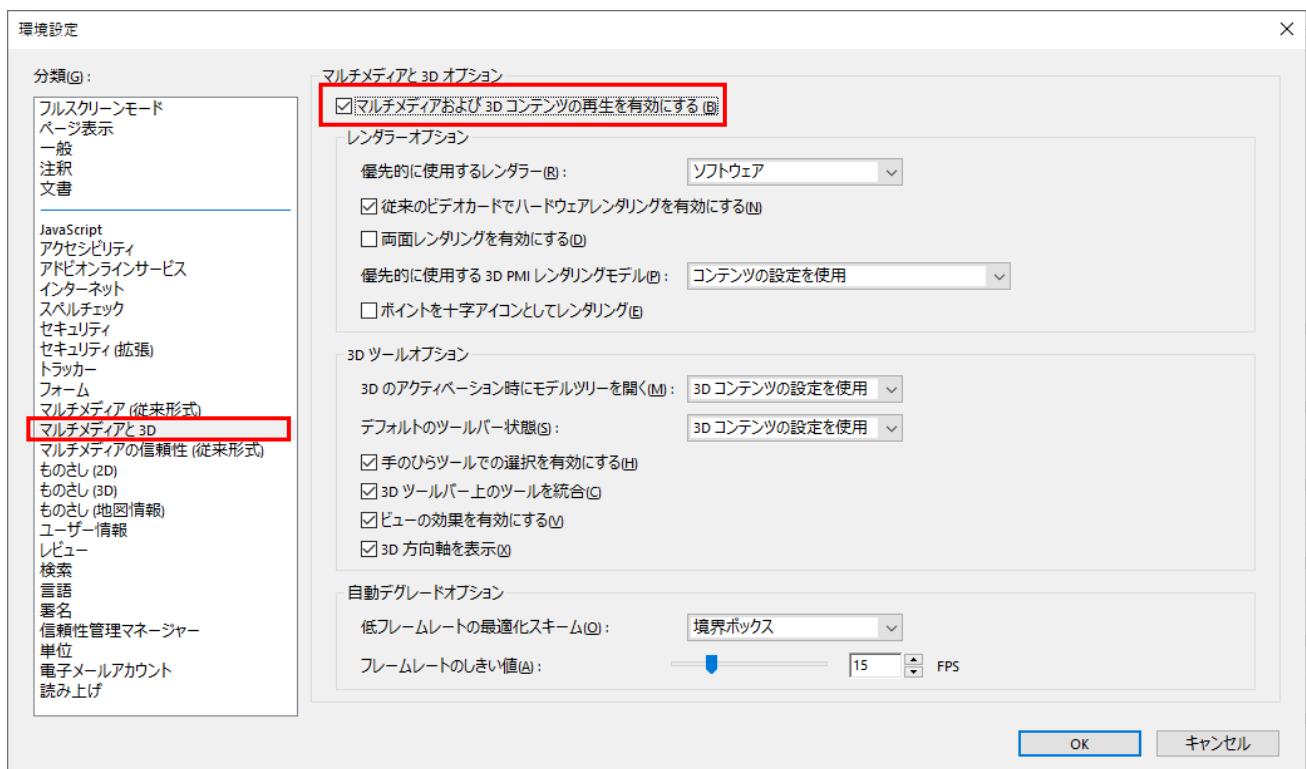 環境設定
分類(G):
フルスクリーンモード
ページ表示
一般
注釈
文書
JavaScript
アクセシビリティ
アドビオンラインサービス
インターネット
スペルチェック
セキュリティ
セキュリティ (拡張)
トラッカー
フォーム
マルチメディア (従来形式)
マルチメディアと 3D
マルチメディアの信頼性 (従来形式)
ものさし (2D)
ものさし (3D)
ものさし (地図情報)
ユーザー情報
レビュー
検索
言語
署名
信頼性管理マネージャー
単位
電子メールアカウント
読み上げ
マルチメディアと 3D オプション
マルチメディアおよび 3D コンテンツの再生を有効にする (B)
レンダラーオプション
優先的に使用するレンダラー(R): ソフトウェア
従来のビデオカードでハードウェアレンダリングを有効にする(N)
両面レンダリングを有効にする(D)
優先的に使用する 3D PMI レンダリングモデル(P): コンテンツの設定を使用
ポイントを十字アイコンとしてレンダリング(E)
3D ツールオプション
3D のアクティベーション時にモデルツリーを開く(M): 3D コンテンツの設定を使用
デフォルトのツールバー状態(S): 3D コンテンツの設定を使用
手のひらツールでの選択を有効にする(H)
3D ツールバー上のツールを統合(C)
ビューの効果を有効にする(V)
3D 方向軸を表示(X)
自動デグレードオプション
低フレームレートの最適化スキーム(O): 境界ボックス
フレームレートのしきい値(A): 15 FPS
OK キャンセル